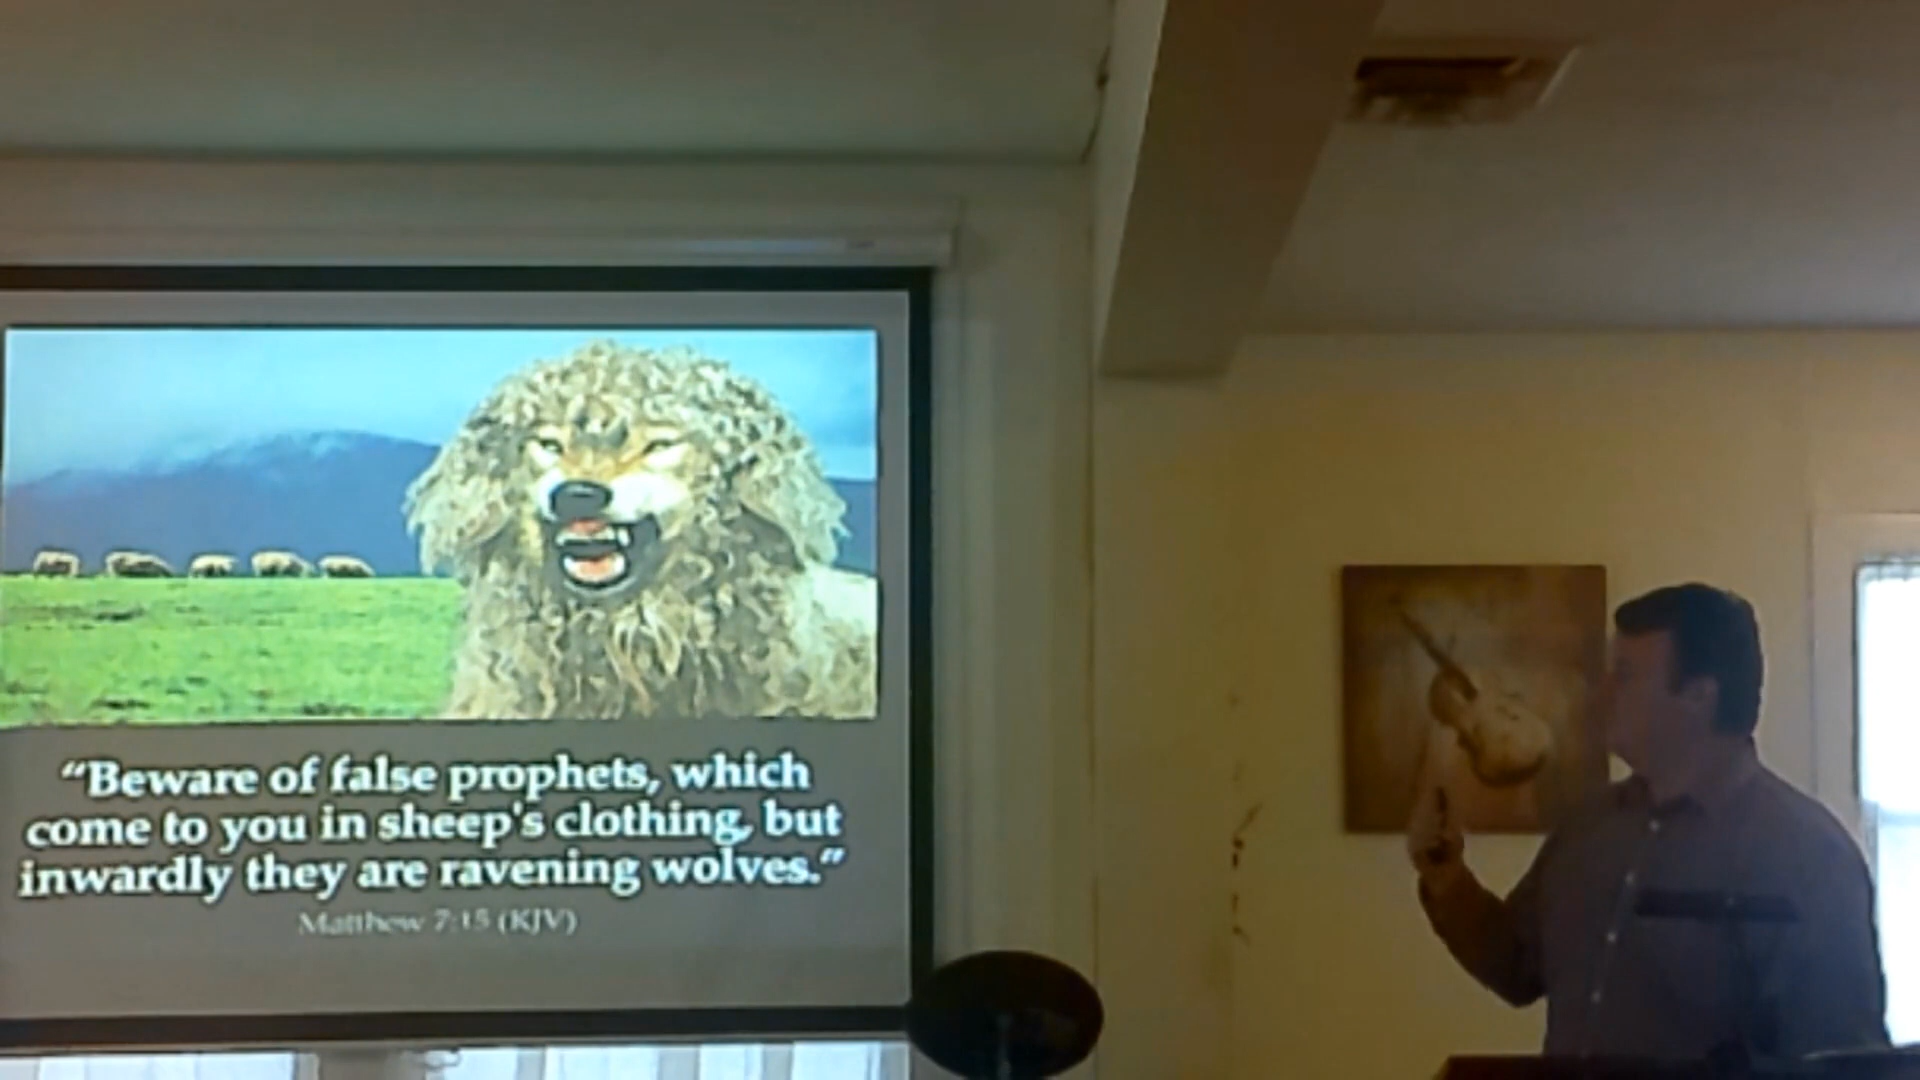 “Beware of false prophets, which
come to you in sheep's clothing, but
inwardly they are ravening wolves.”
Matthew 7:15 (KJV)